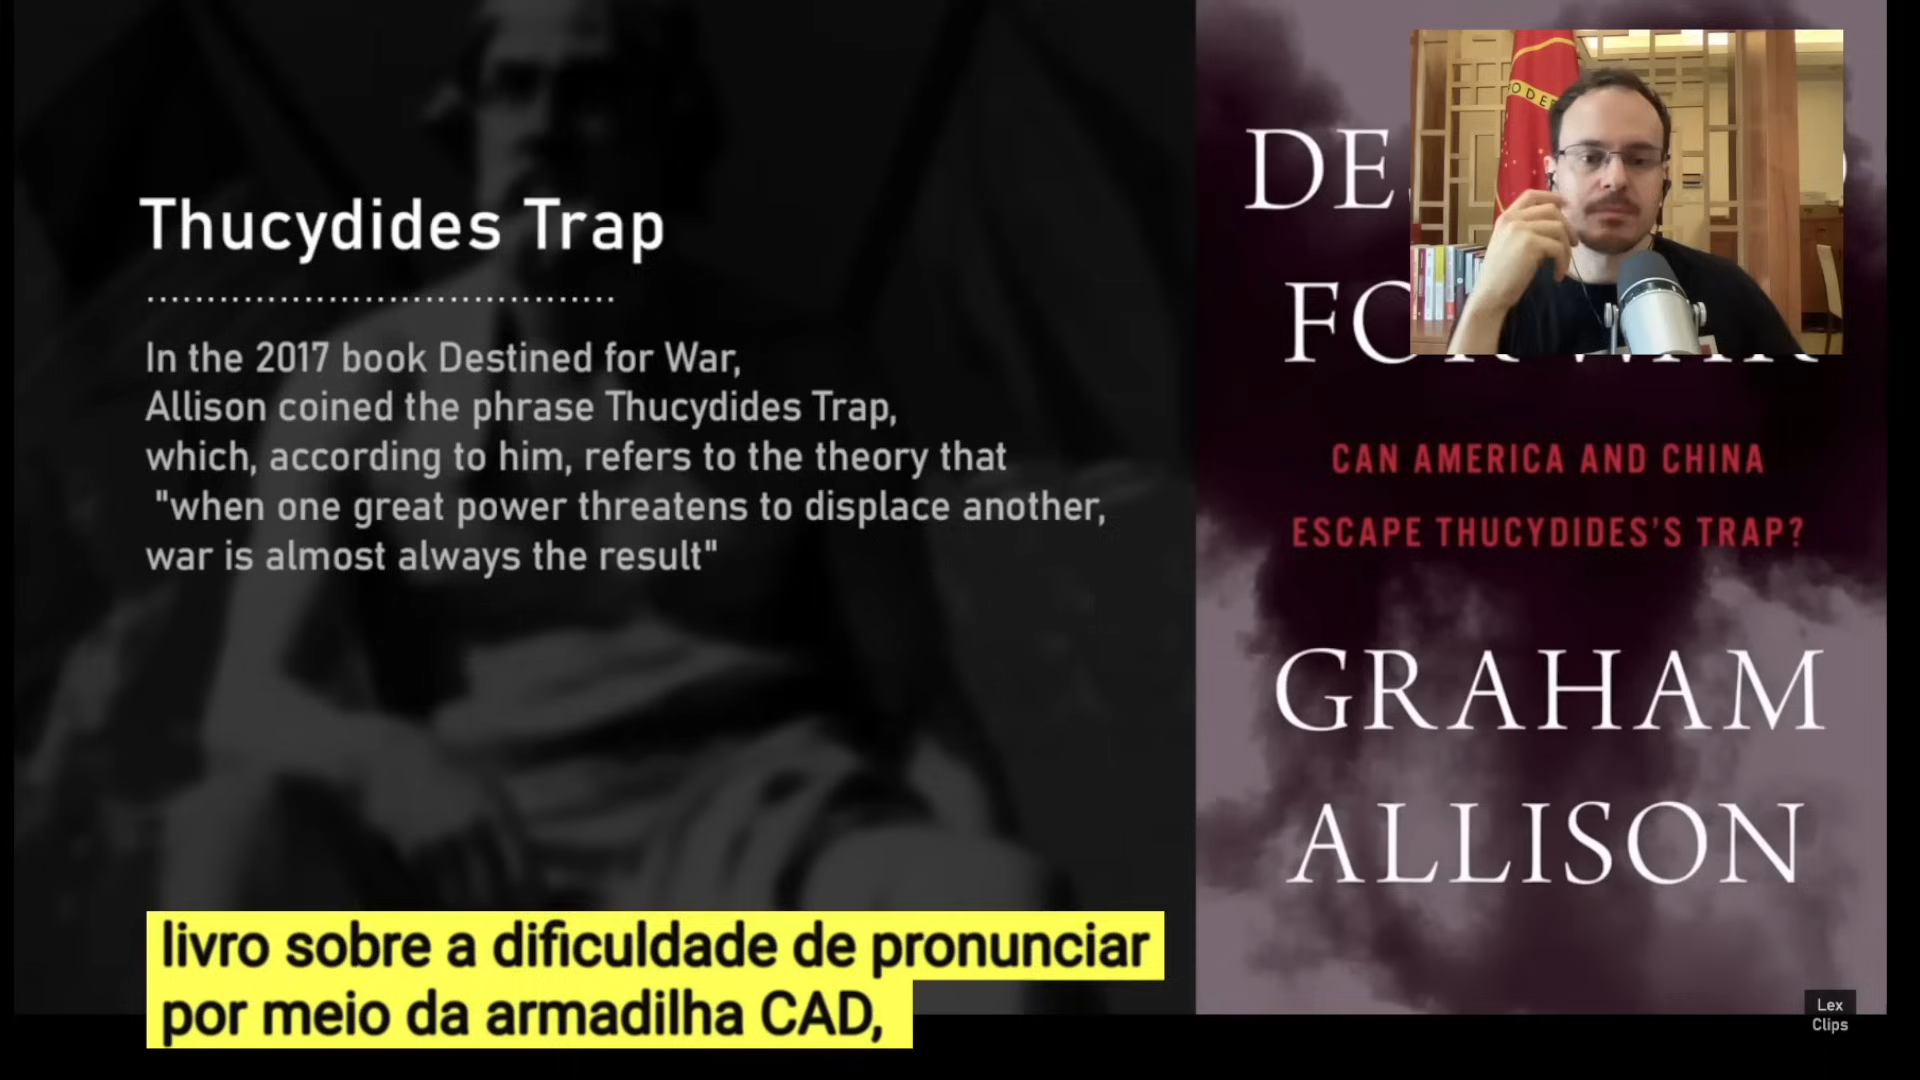 Thucydides Trap
In the 2017 book Destined for War,
Allison coined the phrase Thucydides Trap,
which, according to him, refers to the theory that
"when one great power threatens to displace another,
war is almost always the result"
CAN AMERICA AND CHINA
ESCAPE THUCYDIDES'S TRAP?
GRAHAM
ALLISON
livro sobre a dificuldade de pronunciar
por meio da armadilha CAD,
Lex
Clips